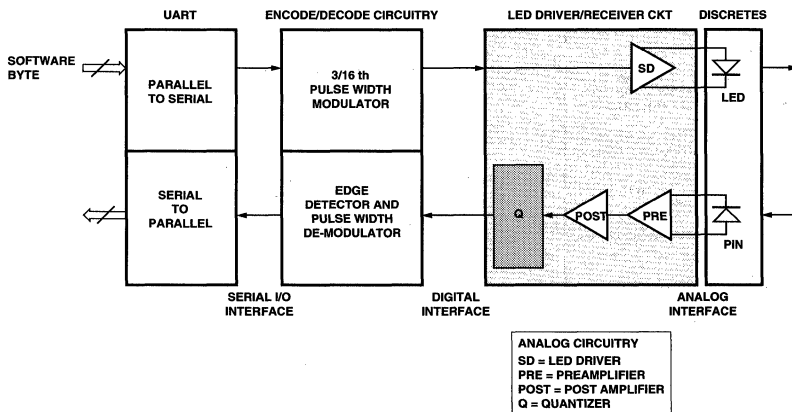 UART
ENCODE/DECODE CIRCUITRY
LED DRIVER/RECEIVER CKT
DISCRETES
SOFTWARE
BYTE
PARALLEL
TO SERIAL
3/16 th
PULSE WIDTH
MODULATOR
SD
LED
SERIAL
TO
PARALLEL
EDGE
DETECTOR AND
PULSE WIDTH
DE-MODULATOR
Q
POST
PRE
PIN
SERIAL I/O
INTERFACE
DIGITAL
INTERFACE
ANALOG
INTERFACE
ANALOG CIRCUITRY
SD = LED DRIVER
PRE = PREAMPLIFIER
POST = POST AMPLIFIER
Q = QUANTIZER